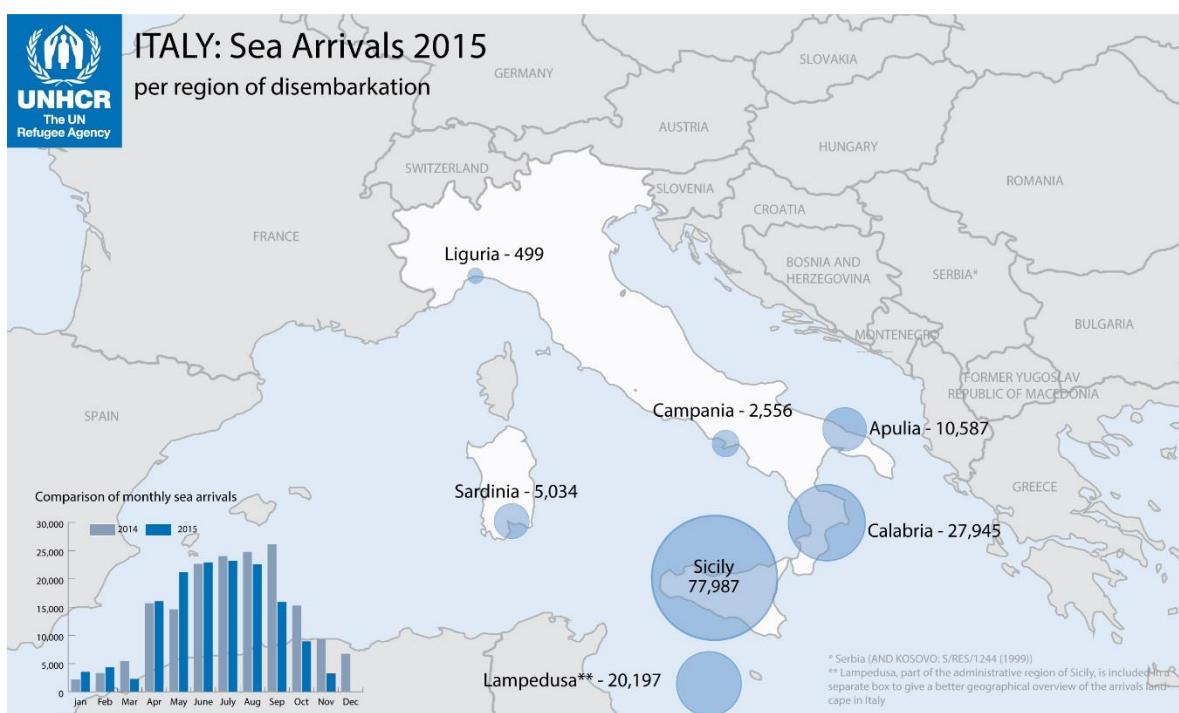 UNHCR
The UN
Refugee Agency
ITALY: Sea Arrivals 2015
per region of disembarkation
GERMANY
SLOVAKIA
AUSTRIA
HUNGARY
SWITZERLAND
SLOVENIA
ROMANIA
CROATIA
FRANCE
Liguria - 499
BOSNIA AND
HERZEGOVINA
SERBIA*
BULGARIA
MONTENEGRO
FORMER YUGOSLAV
REPUBLIC OF MACEDONIA
SPAIN
Campania - 2,556
Apulia - 10,587
GREECE
Sardinia - 5,034
Calabria - 27,945
Sicily
77,987
Lampedusa** - 20,197
Comparison of monthly sea arrivals
2014
2015
30,000
25,000
20,000
15,000
10,000
5,000
0
Jan Feb Mar Apr May June July Aug Sep Oct Nov Dec
* Serbia (AND KOSOVO: S/RES/1244 (1999))
** Lampedusa, part of the administrative region of Sicily, is included in a
separate box to give a better geographical overview of the arrivals land
cape in Italy